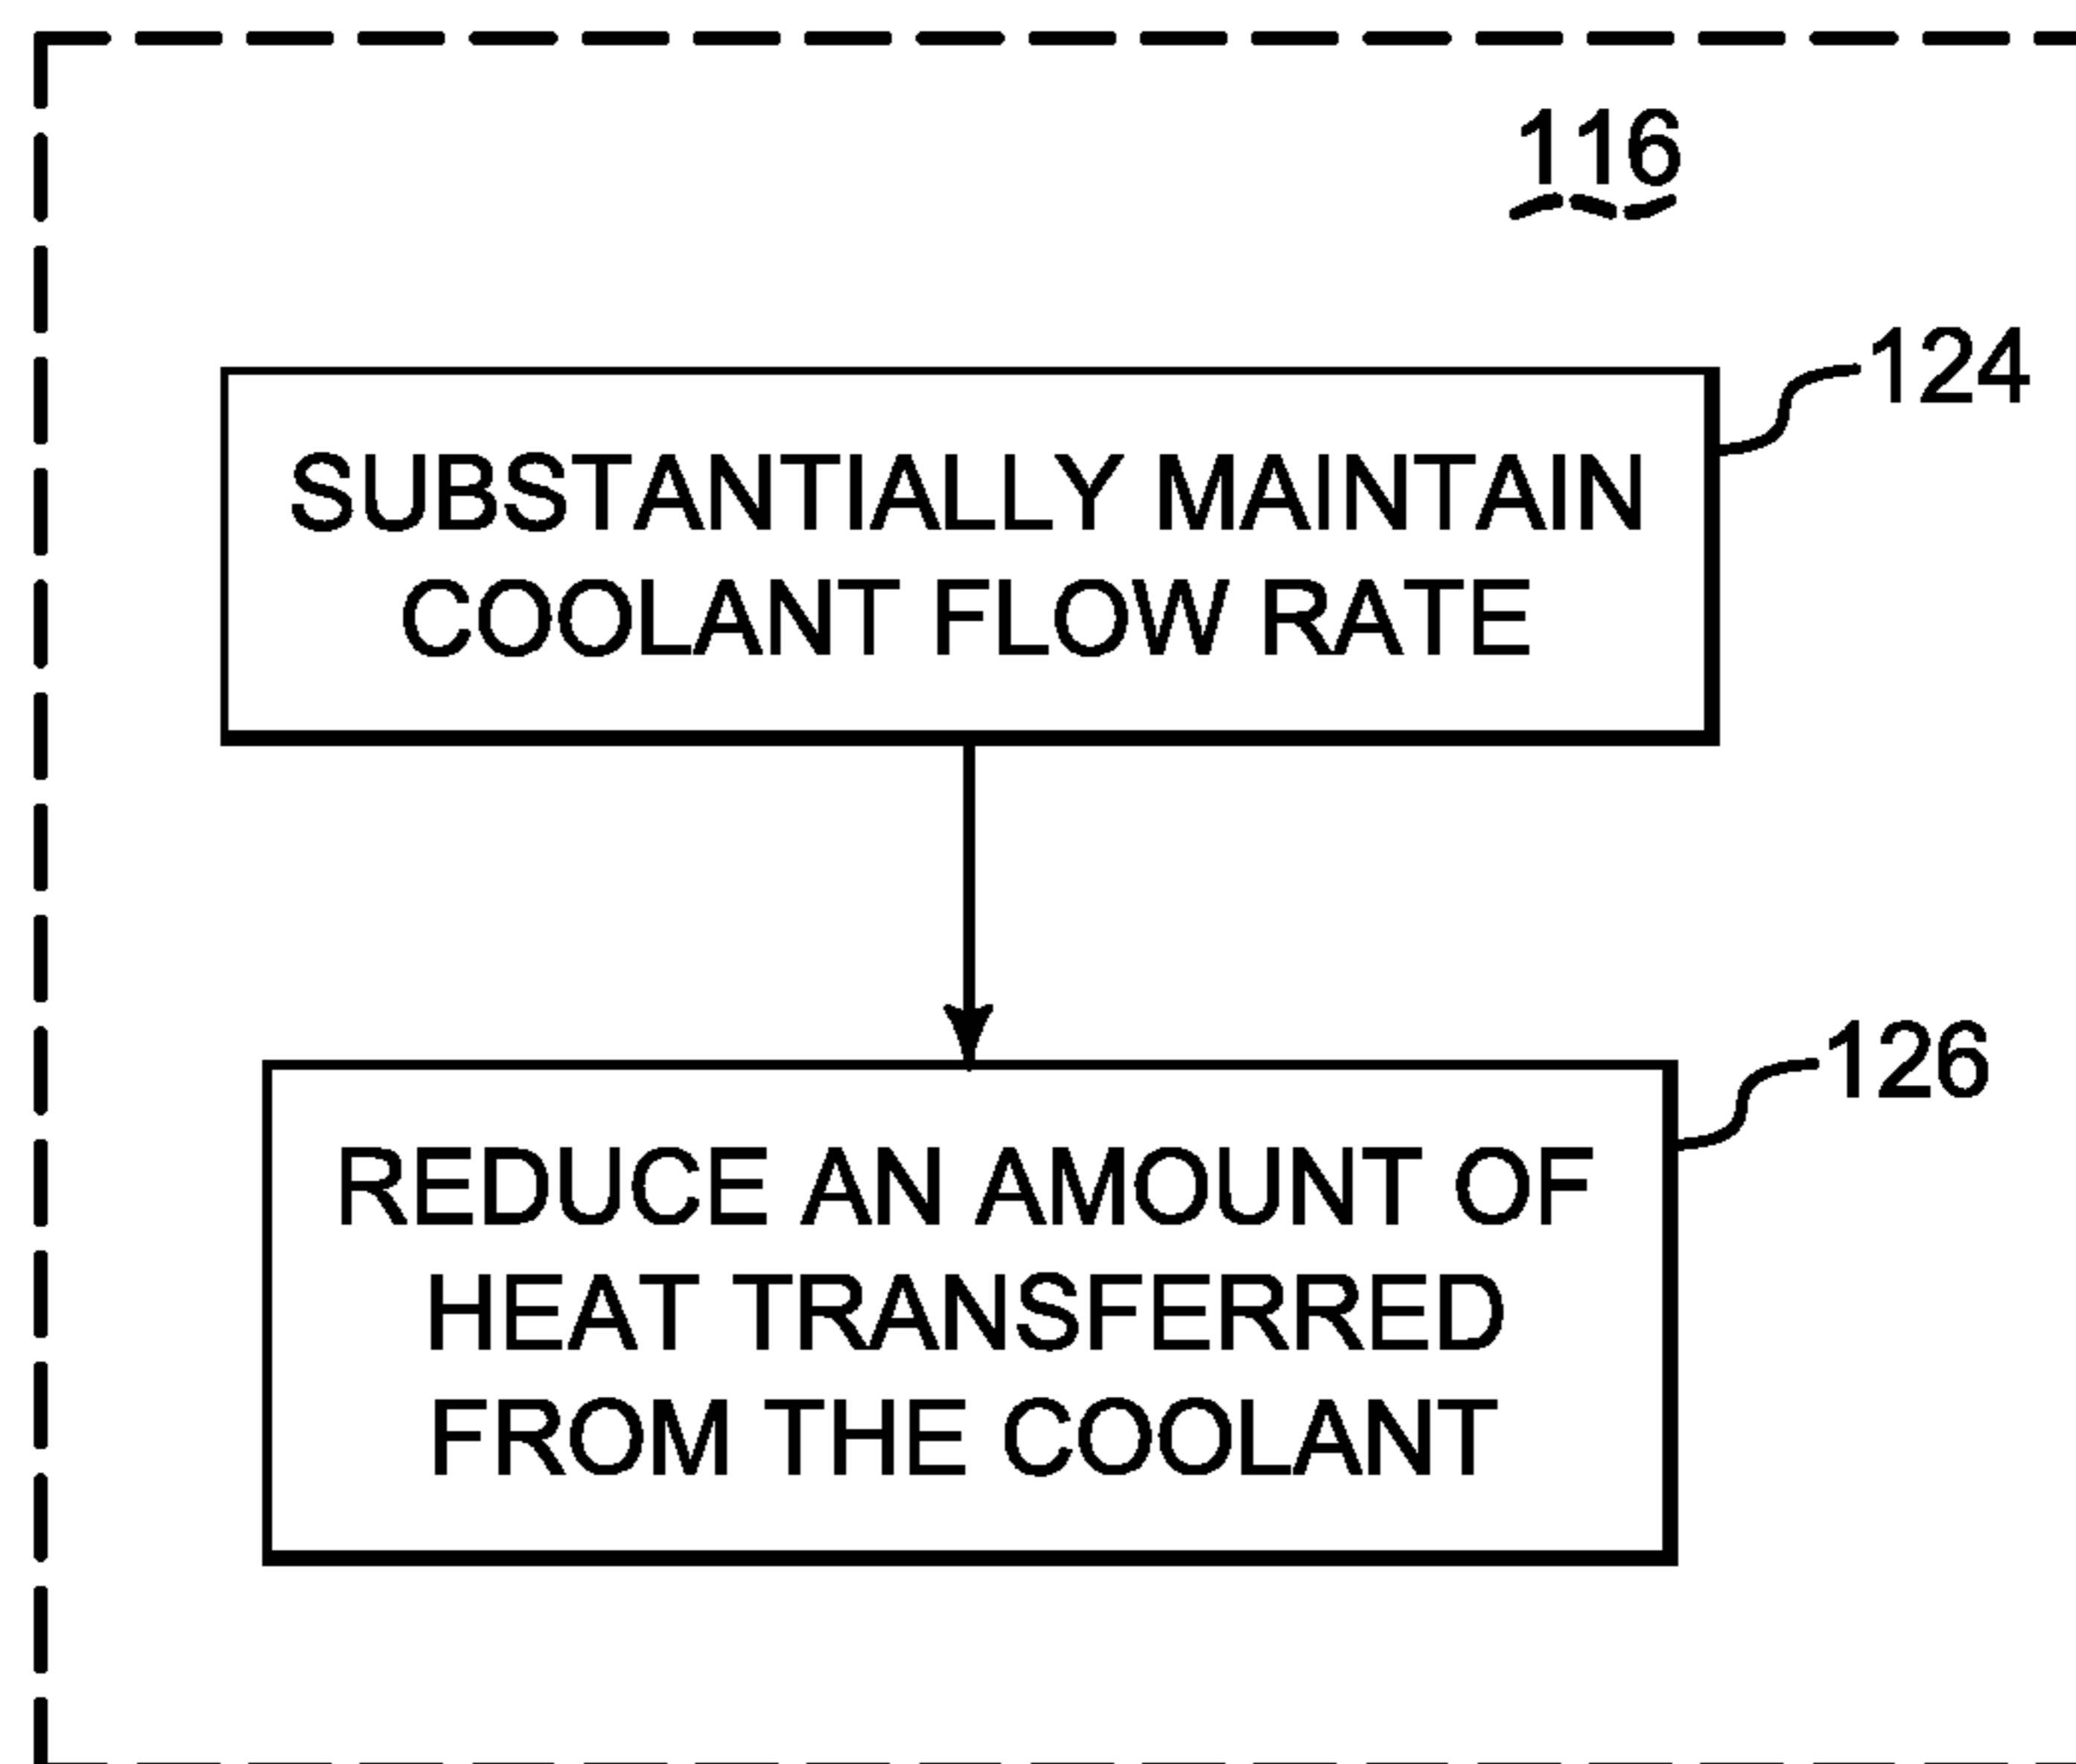 116
124
SUBSTANTIALLY MAINTAIN
COOLANT FLOW RATE
126
REDUCE AN AMOUNT OF
HEAT TRANSFERRED
FROM THE COOLANT